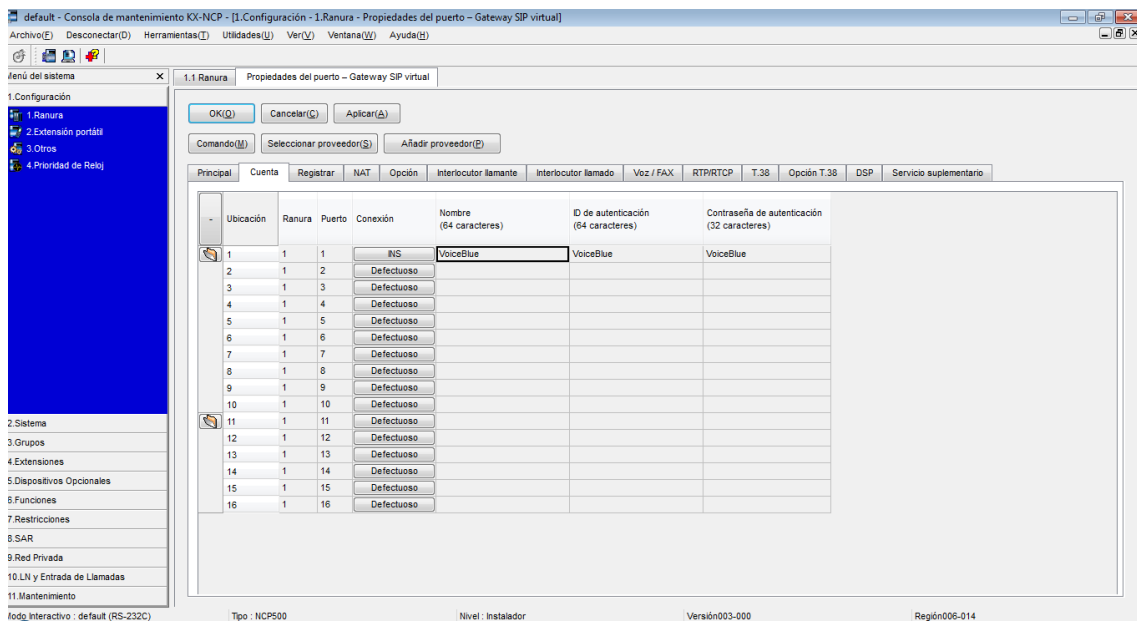 default - Consola de mantenimiento KX-NCP - [1.Configuración - 1.Ranura - Propiedades del puerto – Gateway SIP virtual]
Archivo(F) Desconectar(D) Herramientas(T) Utilidades(U) Ver(V) Ventana(W) Ayuda(H)
Menú del sistema
1.1 Ranura Propiedades del puerto – Gateway SIP virtual
1.Configuración
1.Ranura
2.Extensión portátil
3.Otros
4.Prioridad de Reloj
2.Sistema
3.Grupos
4.Extensiones
5.Dispositivos Opcionales
6.Funciones
7.Restricciones
8.SAR
9.Red Privada
10.LN y Entrada de Llamadas
11.Mantenimiento
OK(O) Cancelar(C) Aplicar(A)
Comando(M) Seleccionar proveedor(S) Añadir proveedor(P)
Principal Cuenta Registrar NAT Opción Interlocutor llamante Interlocutor llamado Voz / FAX RTP/RTCP T.38 Opción T.38 DSP Servicio suplementario
- Ubicación Ranura Puerto Conexión Nombre (64 caracteres) ID de autenticación (64 caracteres) Contraseña de autenticación (32 caracteres)
1 1 1 INS VoiceBlue VoiceBlue VoiceBlue
2 1 2 Defectuoso
3 1 3 Defectuoso
4 1 4 Defectuoso
5 1 5 Defectuoso
6 1 6 Defectuoso
7 1 7 Defectuoso
8 1 8 Defectuoso
9 1 9 Defectuoso
10 1 10 Defectuoso
11 1 11 Defectuoso
12 1 12 Defectuoso
13 1 13 Defectuoso
14 1 14 Defectuoso
15 1 15 Defectuoso
16 1 16 Defectuoso
Modo Interactivo : default (RS-232C) Tipo : NCP500 Nivel : Instalador Versión003-000 Región006-014